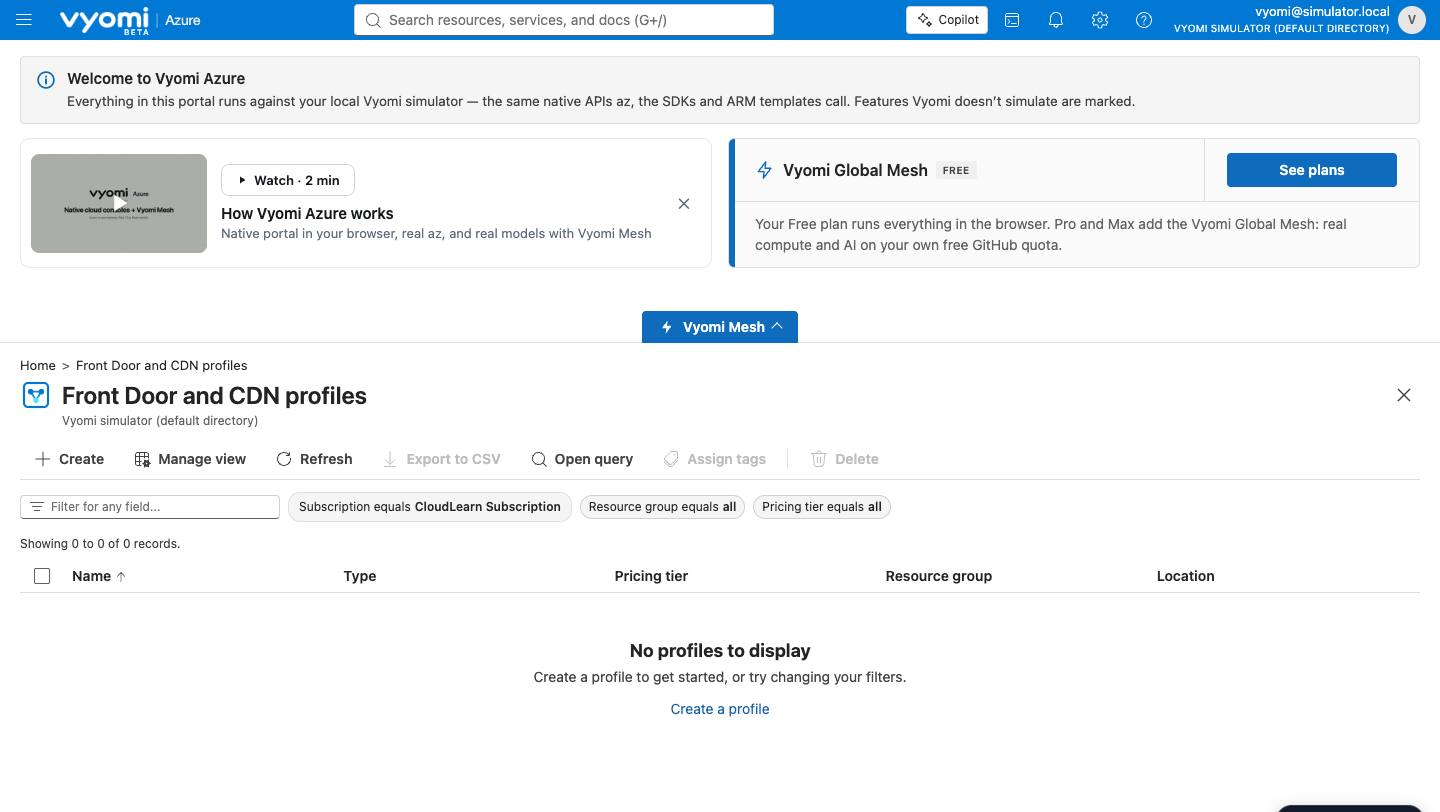 vyomi
BETA
Azure
Search resources, services, and docs (G+/)
Copilot
vyomi@simulator.local
VYOMI SIMULATOR (DEFAULT DIRECTORY)
V
Welcome to Vyomi Azure
Everything in this portal runs against your local Vyomi simulator — the same native APIs az, the SDKs and ARM templates call. Features Vyomi doesn't simulate are marked.
vyomi Azure
Native cloud consoles + Vyomi Mesh
Watch · 2 min
How Vyomi Azure works
Native portal in your browser, real az, and real models with Vyomi Mesh
Vyomi Global Mesh FREE
See plans
Your Free plan runs everything in the browser. Pro and Max add the Vyomi Global Mesh: real
compute and AI on your own free GitHub quota.
Vyomi Mesh
Home > Front Door and CDN profiles
Front Door and CDN profiles
Vyomi simulator (default directory)
Create
Manage view
Refresh
Export to CSV
Open query
Assign tags
Delete
Filter for any field...
Subscription equals CloudLearn Subscription
Resource group equals all
Pricing tier equals all
Showing 0 to 0 of 0 records.
Name ↑
Type
Pricing tier
Resource group
Location
No profiles to display
Create a profile to get started, or try changing your filters.
Create a profile